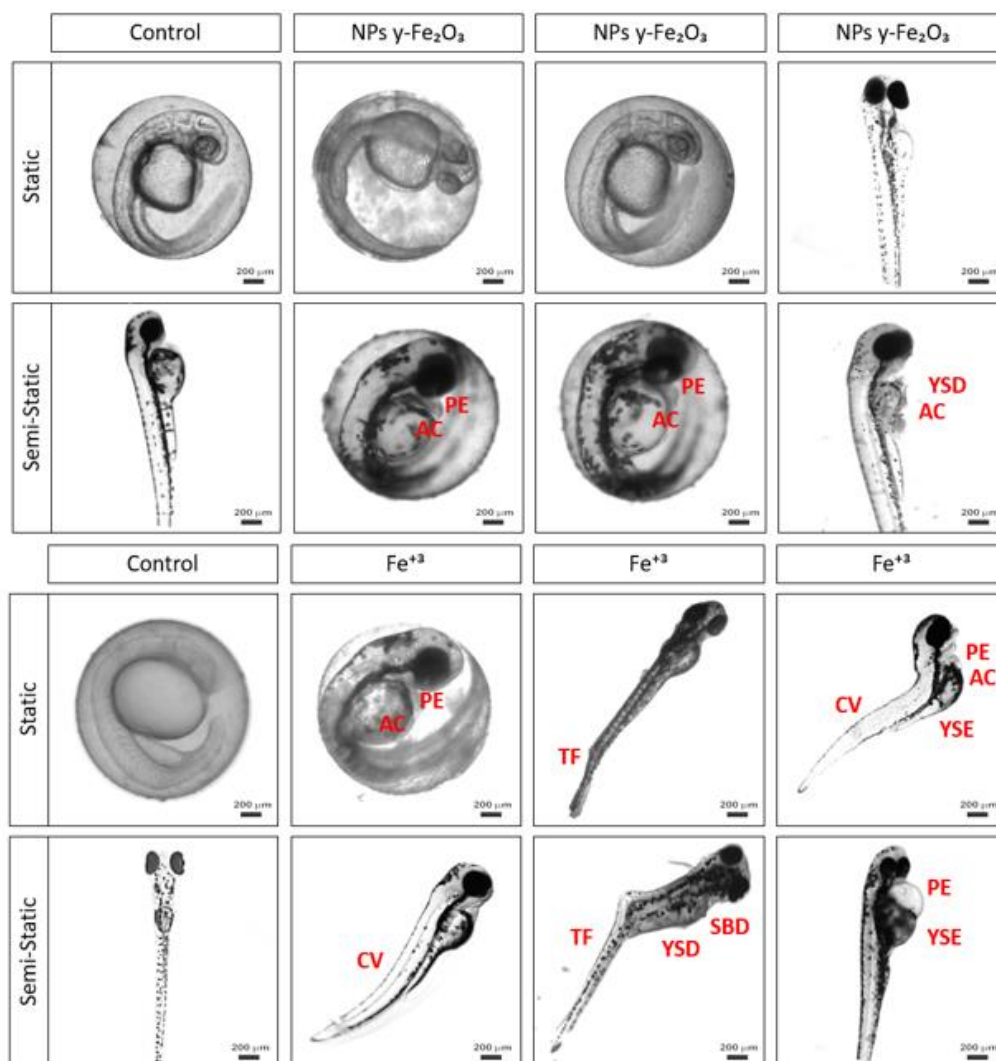 Control
NPs y-Fe₂O₃
NPs y-Fe₂O₃
NPs y-Fe₂O₃
Static
200 µm
200 µm
200 µm
200 µm
Semi-Static
PE
AC
PE
AC
YSD
AC
200 µm
200 µm
200 µm
200 µm
Control
Fe⁺³
Fe⁺³
Fe⁺³
Static
PE
AC
TF
PE
AC
CV
YSE
200 µm
200 µm
200 µm
200 µm
Semi-Static
CV
TF
SBD
YSD
PE
YSE
200 µm
200 µm
200 µm
200 µm